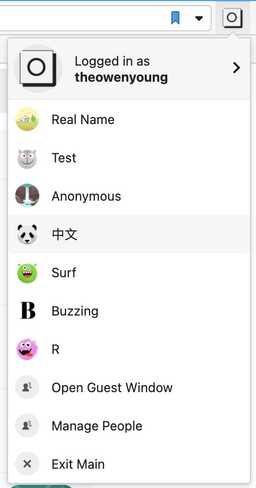 Logged in as
theowenyoung
Real Name
Test
Anonymous
中文
Surf
B Buzzing
R
Open Guest Window
Manage People
Exit Main